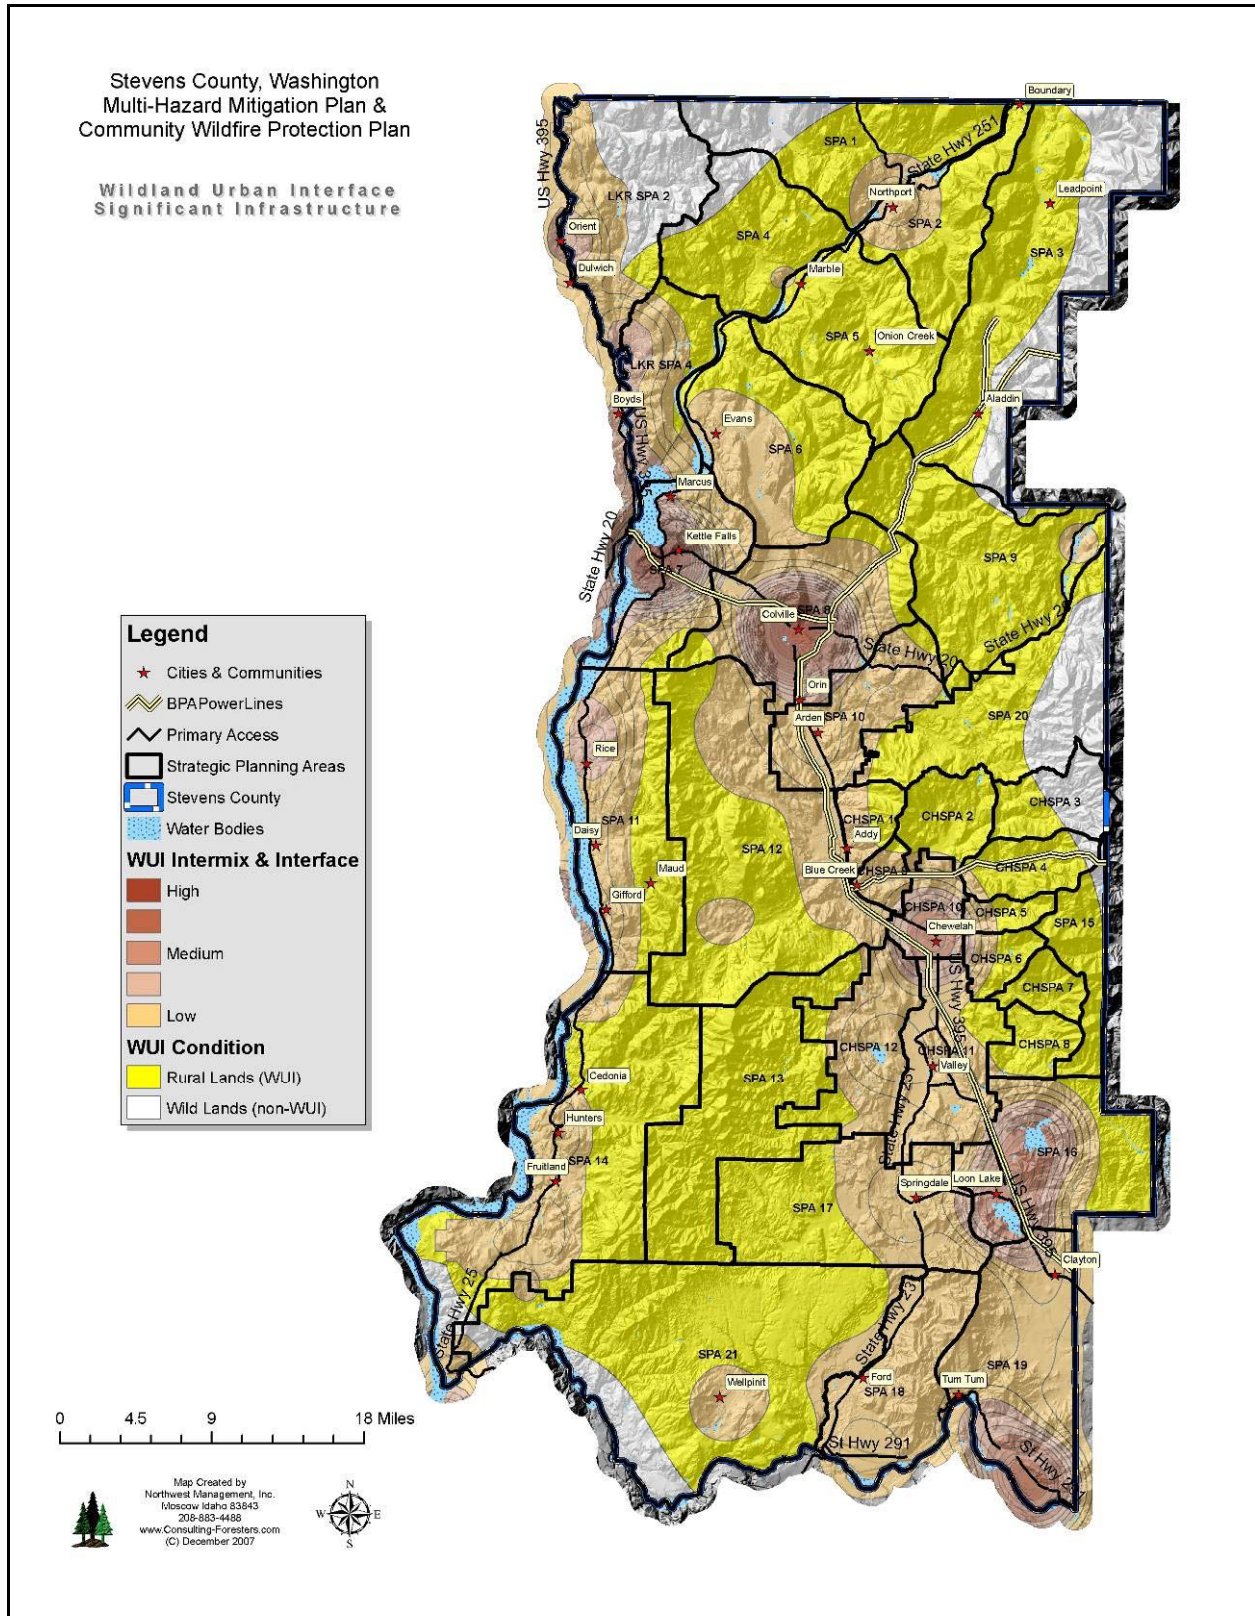 Stevens County, Washington
Multi-Hazard Mitigation Plan &
Community Wildfire Protection Plan
Wildland Urban Interface
Significant Infrastructure
Boundary
US Hwy 395
SPA 1
State Hwy 251
LKR SPA 2
Northport
Leadpoint
SPA 2
Orient
SPA 4
SPA 3
Dulwich
Marble
SPA 5
Onion Creek
LKR SPA 4
Boyds
Aladdin
Evans
US Hwy 395
SPA 6
Marcus
State Hwy 20
Kettle Falls
SPA 7
SPA 9
Colville
SPA 8
State Hwy 20
State Hwy 20
Orin
Arden
SPA 10
SPA 20
Rice
CHSPA 3
SPA 11
CHSPA 1
CHSPA 2
Daisy
Addy
SPA 12
Maud
Blue Creek
CHSPA 9
CHSPA 4
Gifford
CHSPA 10
CHSPA 5
SPA 15
Chewelah
CHSPA 6
US Hwy 395
CHSPA 7
CHSPA 12
CHSPA 11
CHSPA 8
Valley
Cedonia
SPA 13
State Hwy 231
Hunters
SPA 16
SPA 14
Fruitland
Springdale
Loon Lake
SPA 17
US Hwy 395
Clayton
State Hwy 25
State Hwy 231
SPA 21
SPA 19
Wellpinit
Ford
SPA 18
Tum Tum
St Hwy 291
Legend
Cities & Communities
BPAPowerLines
Primary Access
Strategic Planning Areas
Stevens County
Water Bodies
WUI Intermix & Interface
High
Medium
Low
WUI Condition
Rural Lands (WUI)
Wild Lands (non-WUI)
0 4.5 9 18 Miles
Map Created by
Northwest Management, Inc.
Moscow Idaho 83843
208-883-4488
www.Consulting-Foresters.com
(C) December 2007
N
W E
S